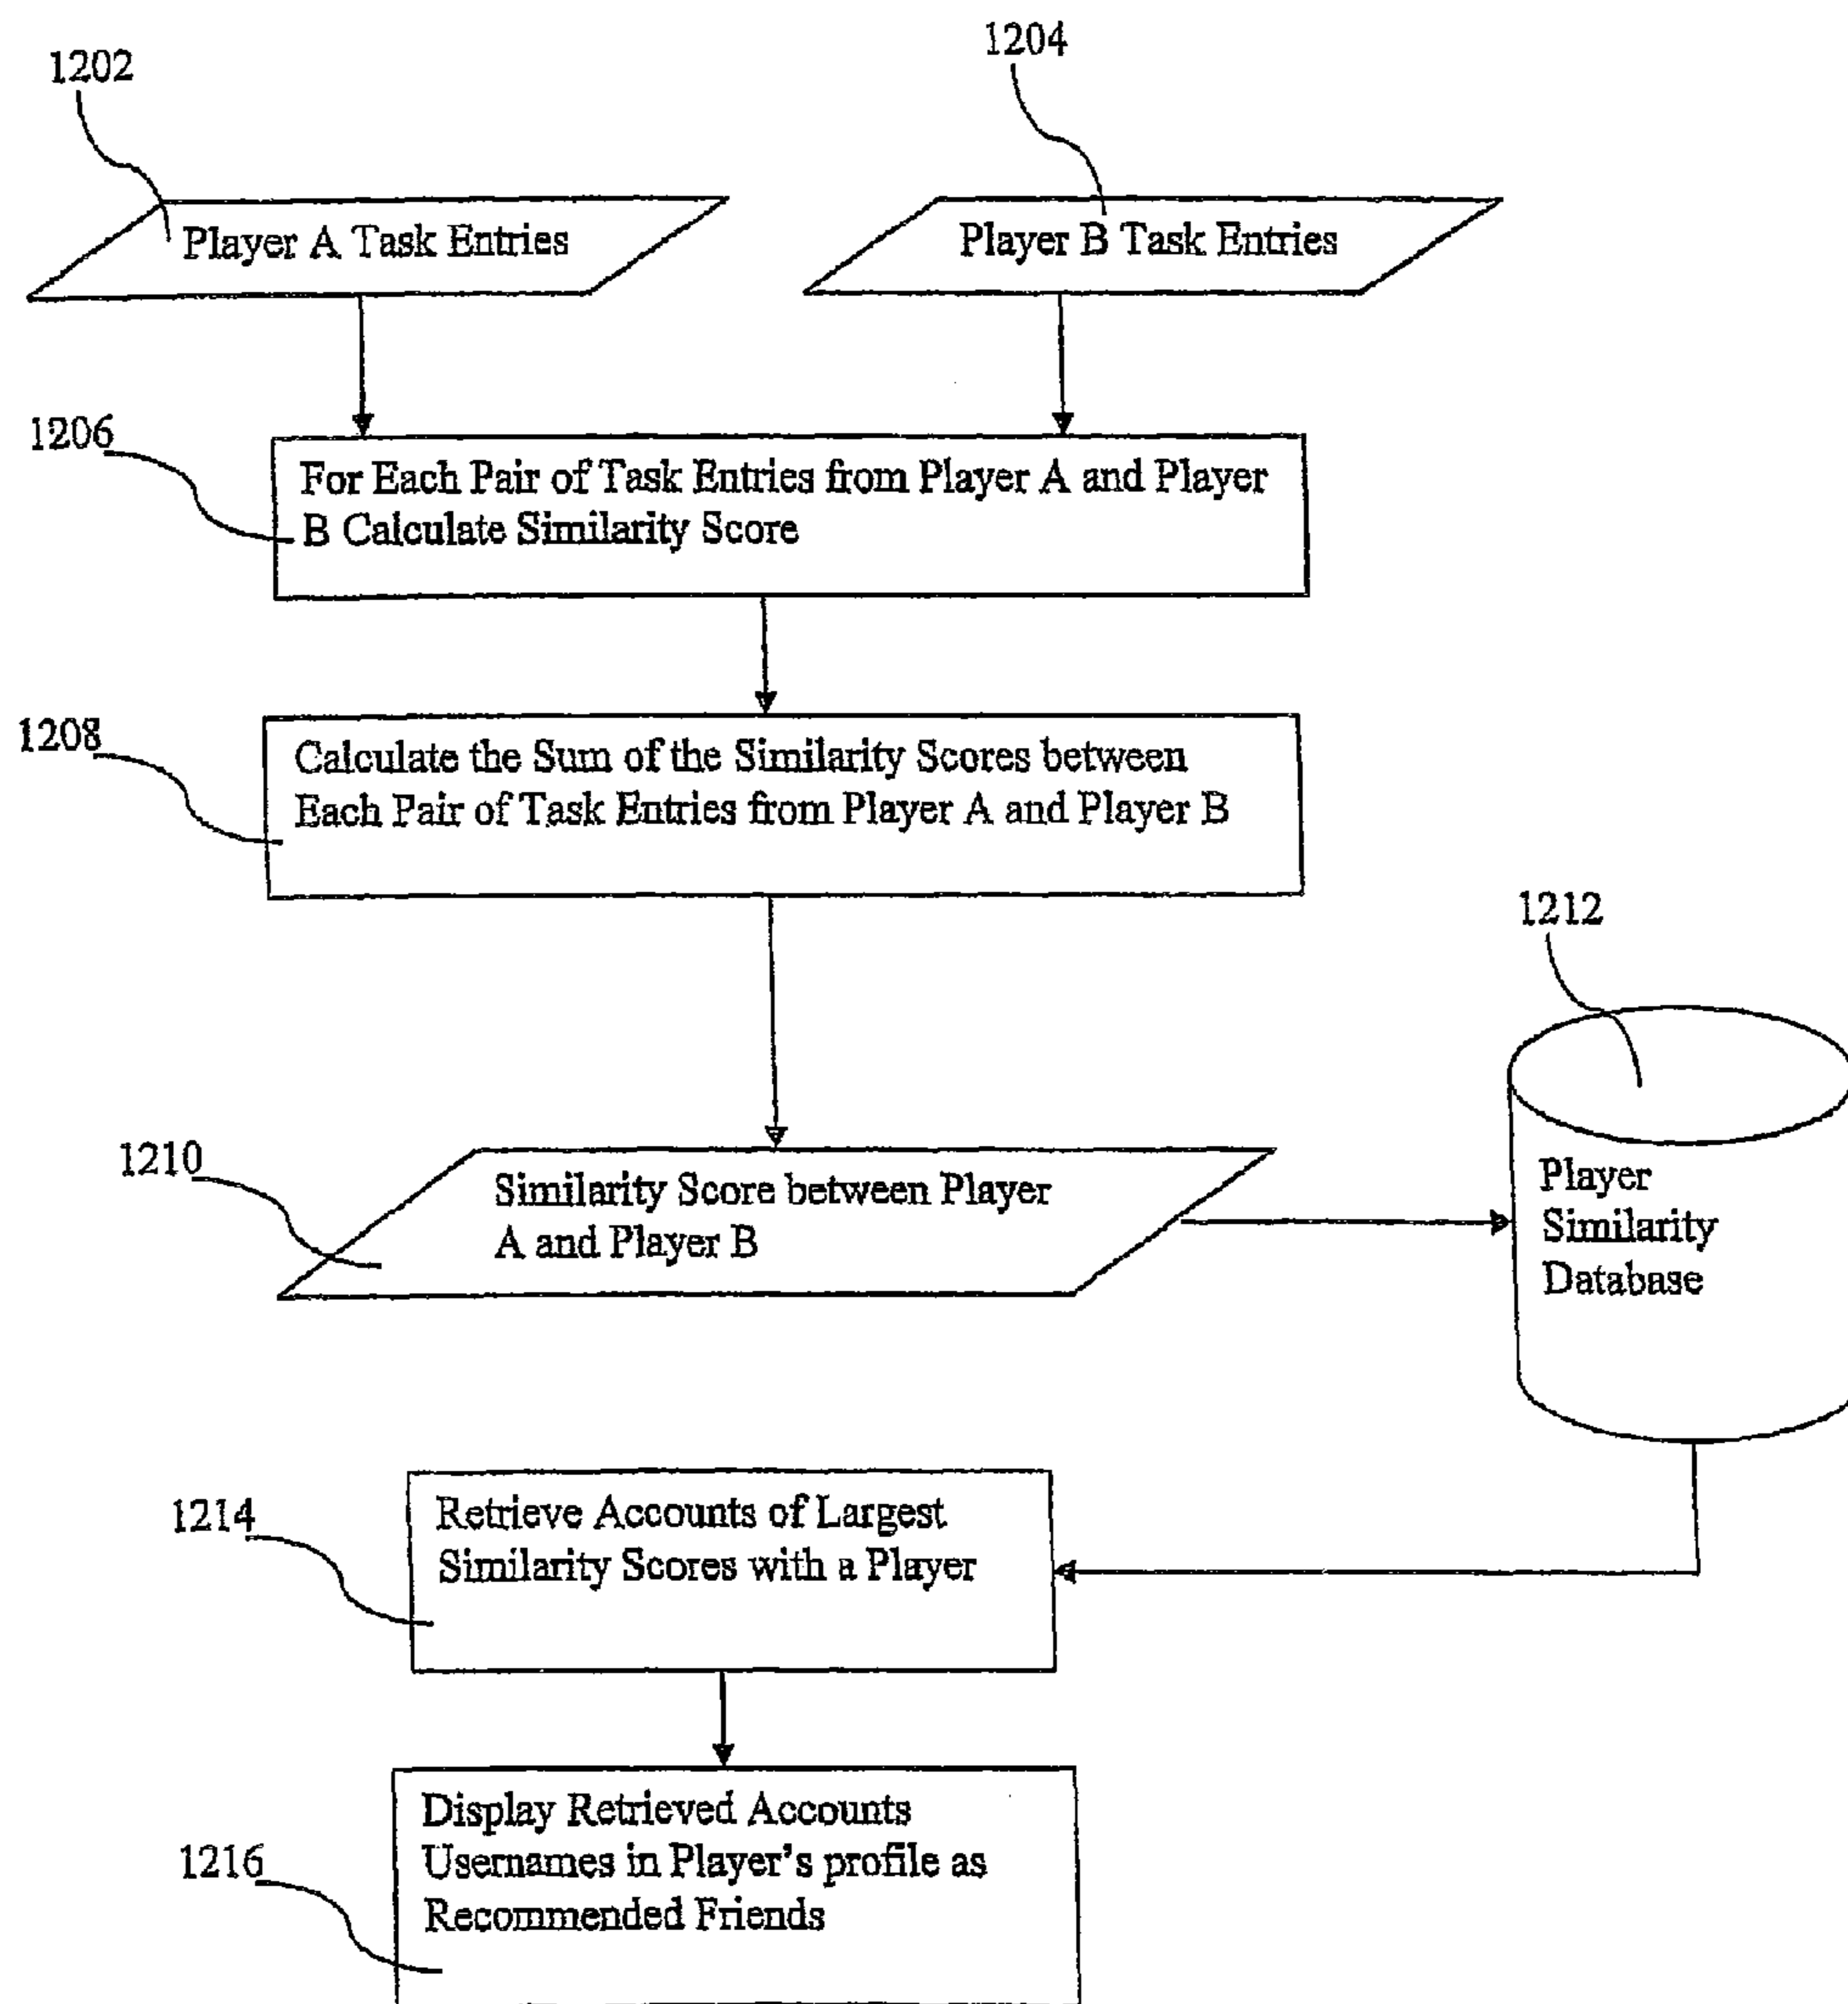 1202
1204
Player A Task Entries
Player B Task Entries
1206
For Each Pair of Task Entries from Player A and Player
B Calculate Similarity Score
1208
Calculate the Sum of the Similarity Scores between
Each Pair of Task Entries from Player A and Player B
1212
1210
Similarity Score between Player
A and Player B
Player
Similarity
Database
1214
Retrieve Accounts of Largest
Similarity Scores with a Player
1216
Display Retrieved Accounts
Usernames in Player's profile as
Recommended Friends